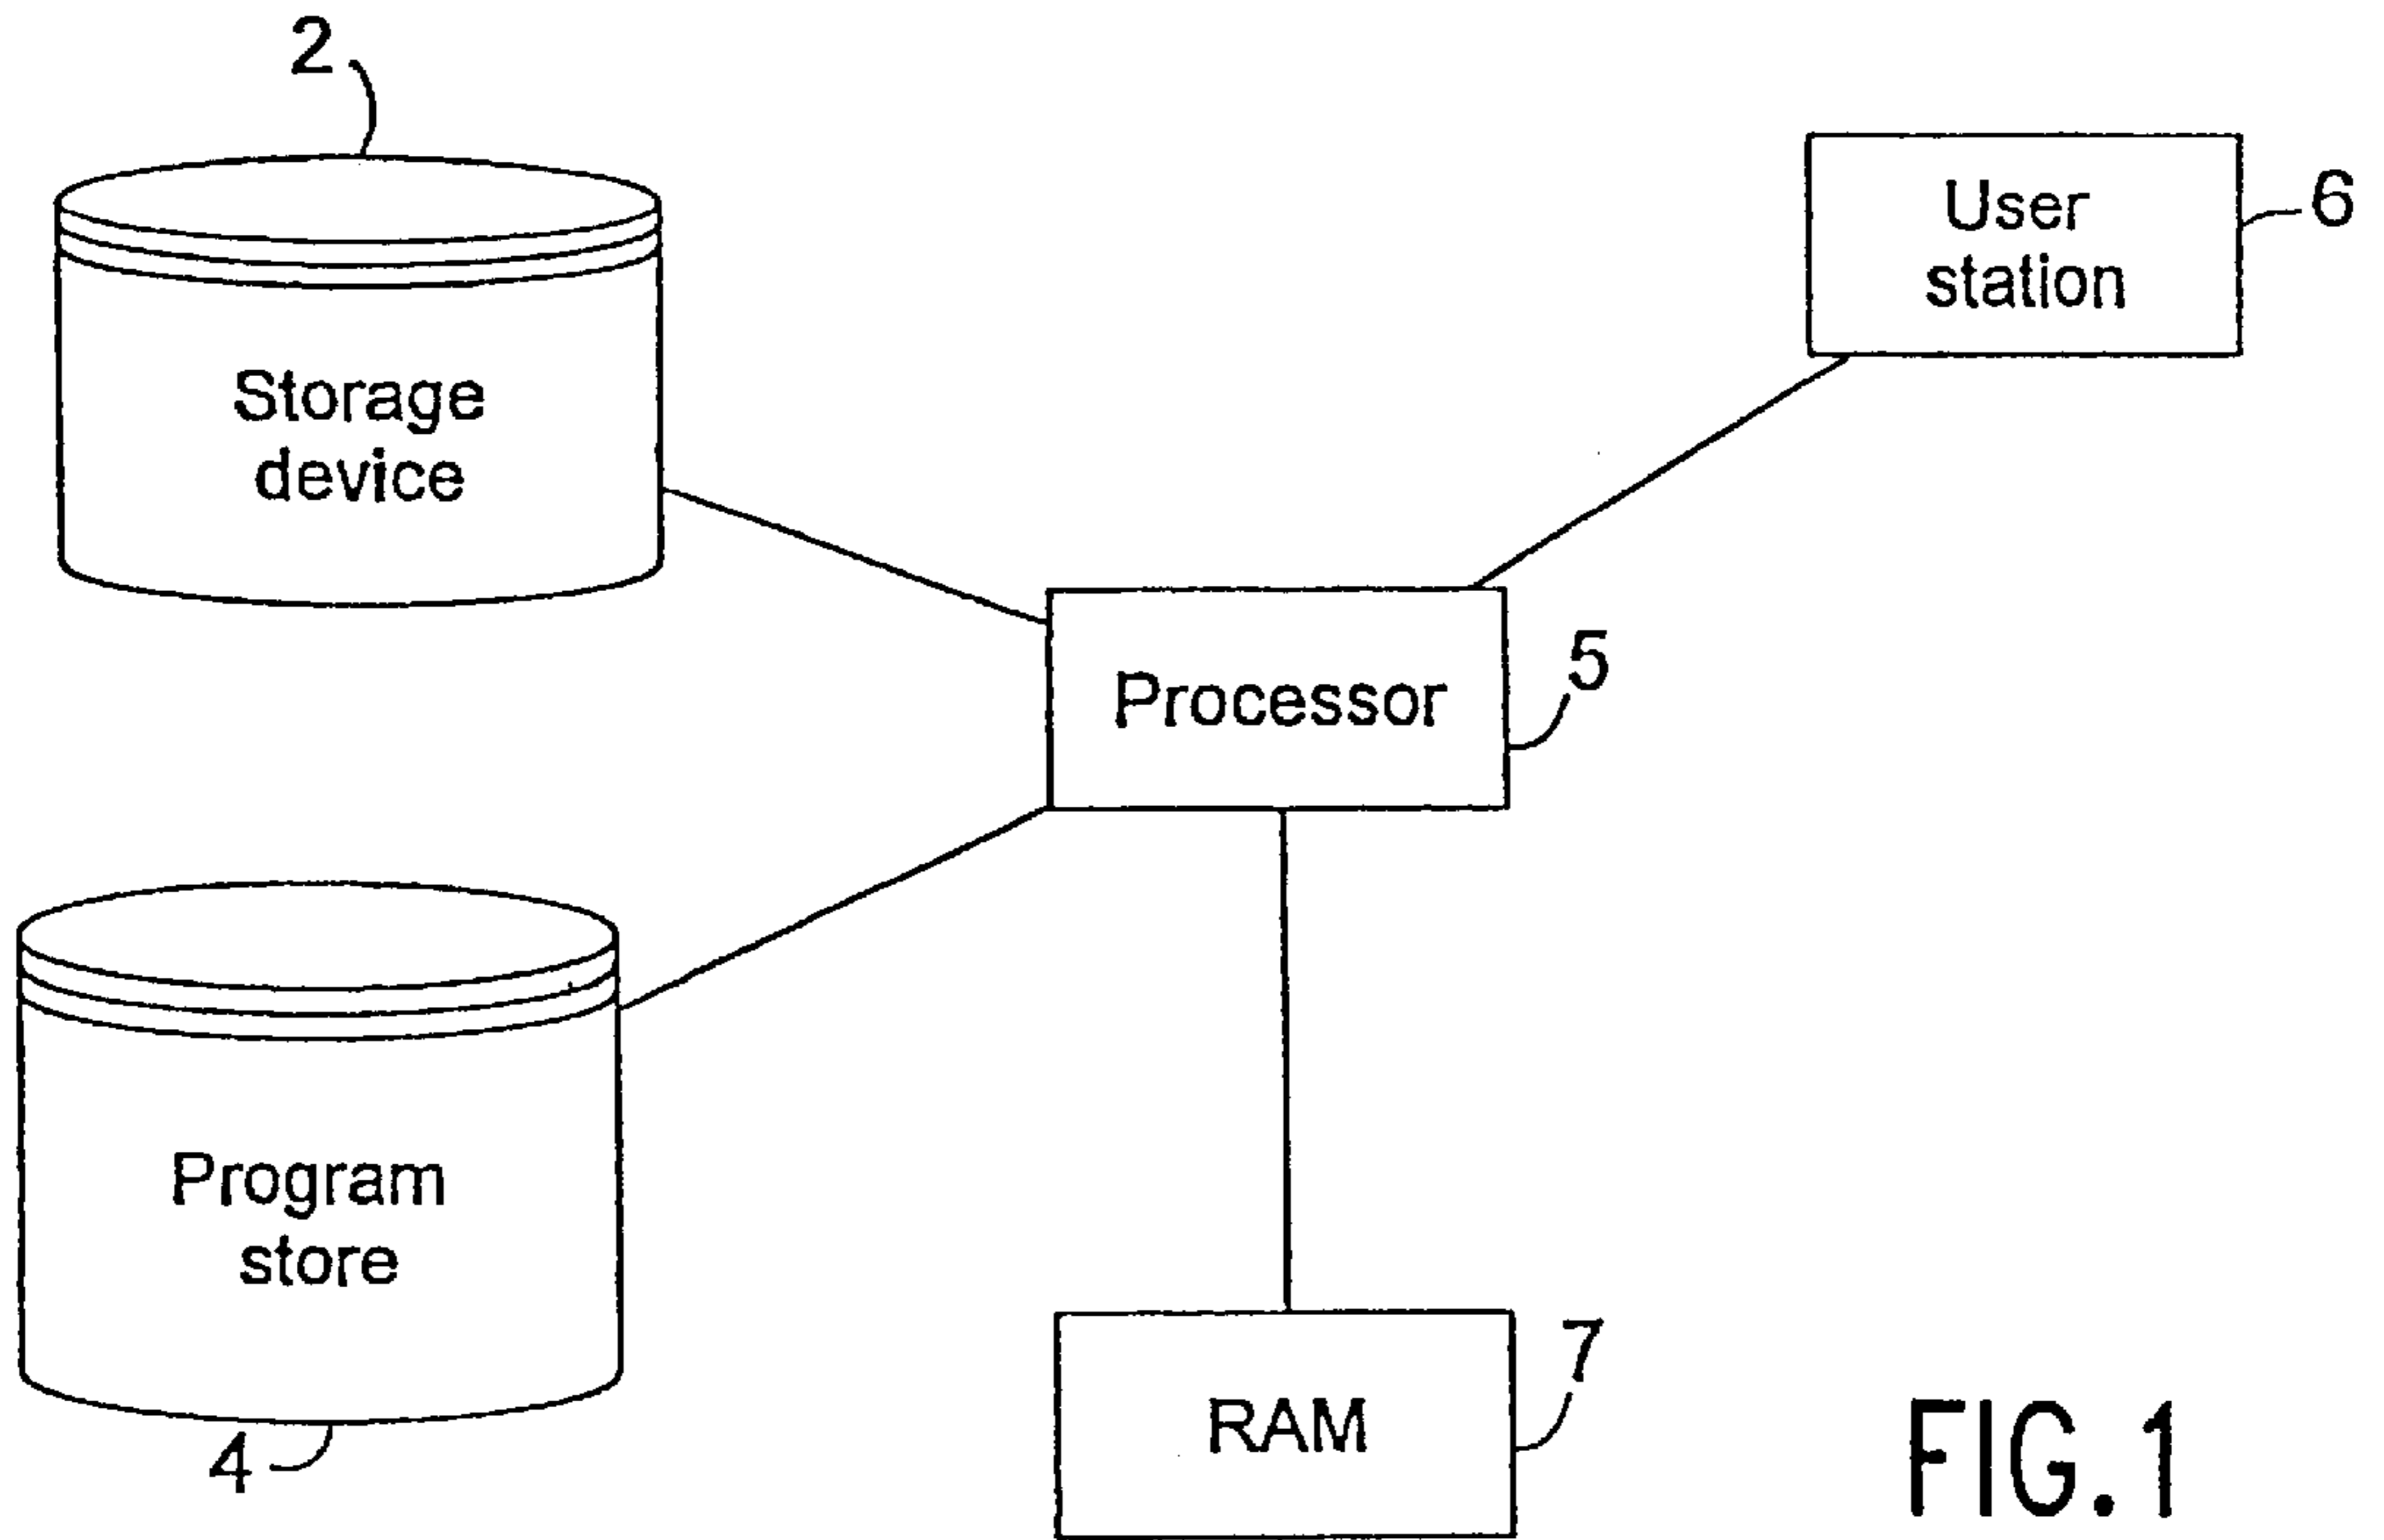 2
Storage
device
User
station
6
Processor
5
Program
store
4
RAM
7
FIG.1